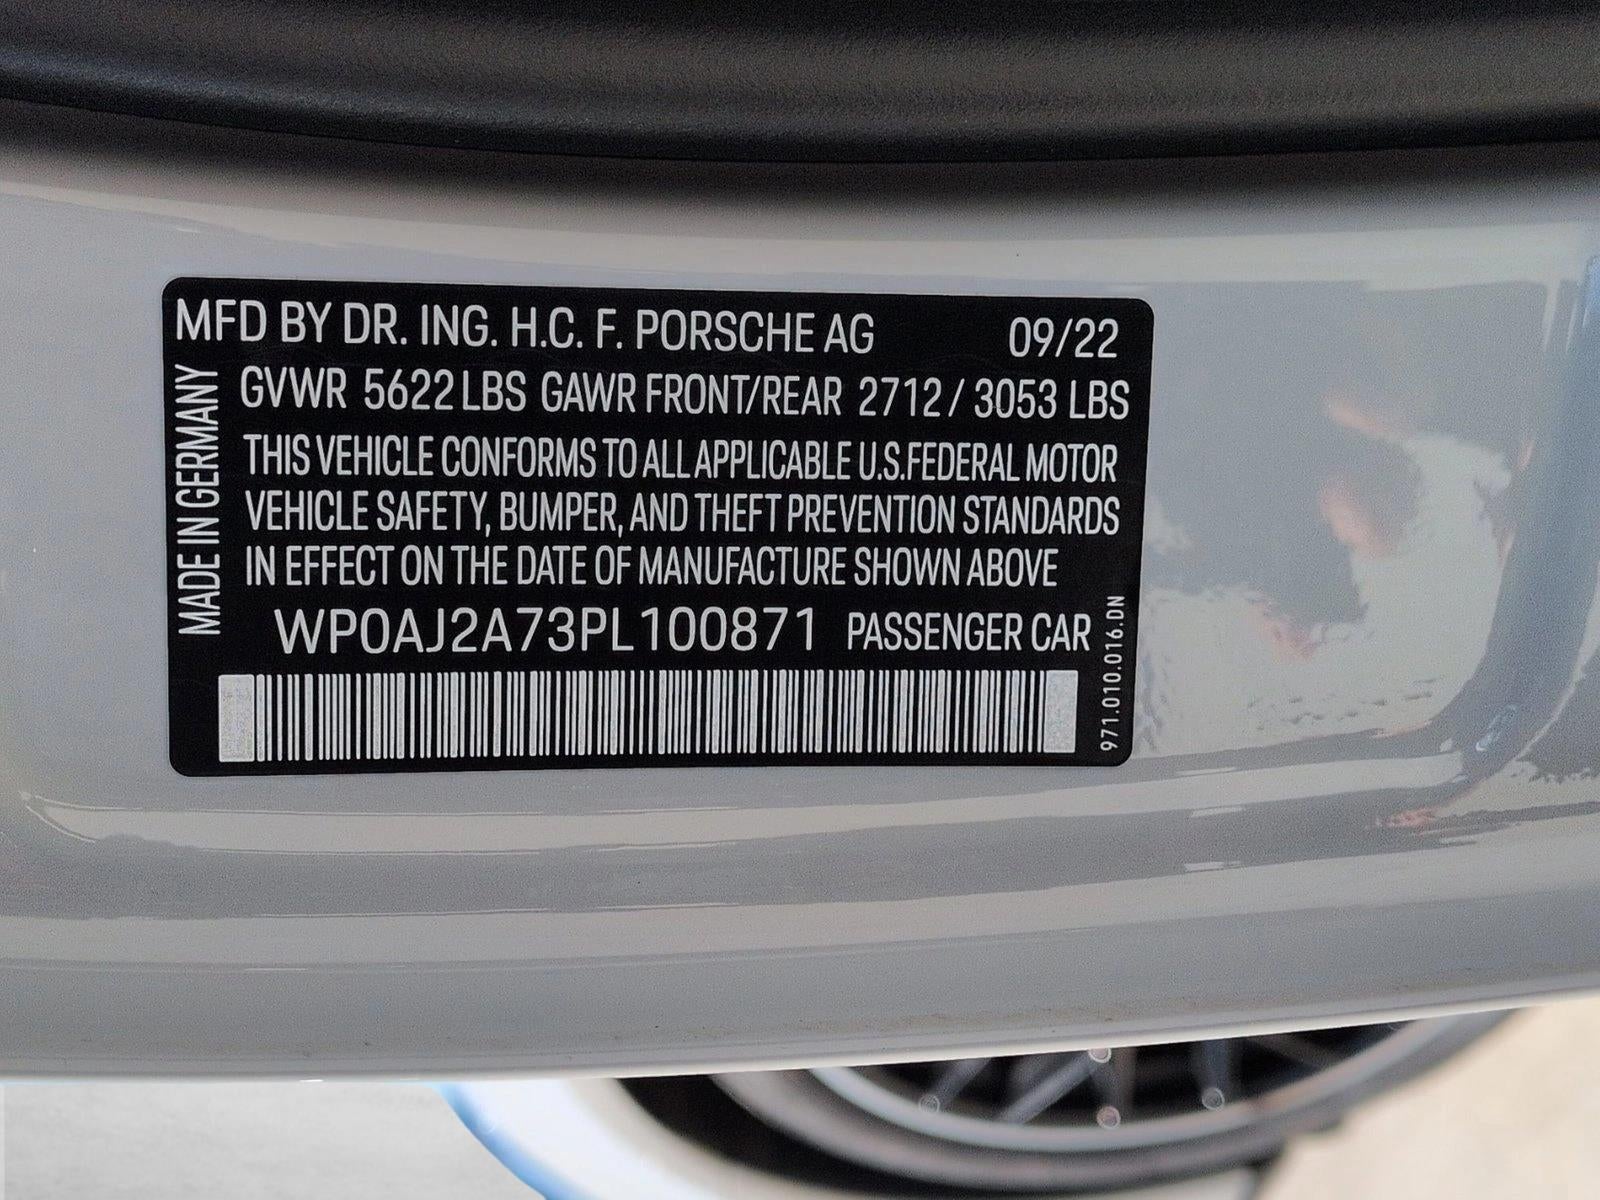 MFD BY DR. ING. H.C. F. PORSCHE AG 09/22
GVWR 5622 LBS GAWR FRONT/REAR 2712 / 3053 LBS
THIS VEHICLE CONFORMS TO ALL APPLICABLE U.S.FEDERAL MOTOR
VEHICLE SAFETY, BUMPER, AND THEFT PREVENTION STANDARDS
IN EFFECT ON THE DATE OF MANUFACTURE SHOWN ABOVE
WP0AJ2A73PL100871 PASSENGER CAR
MADE IN GERMANY
971.010.016.DN